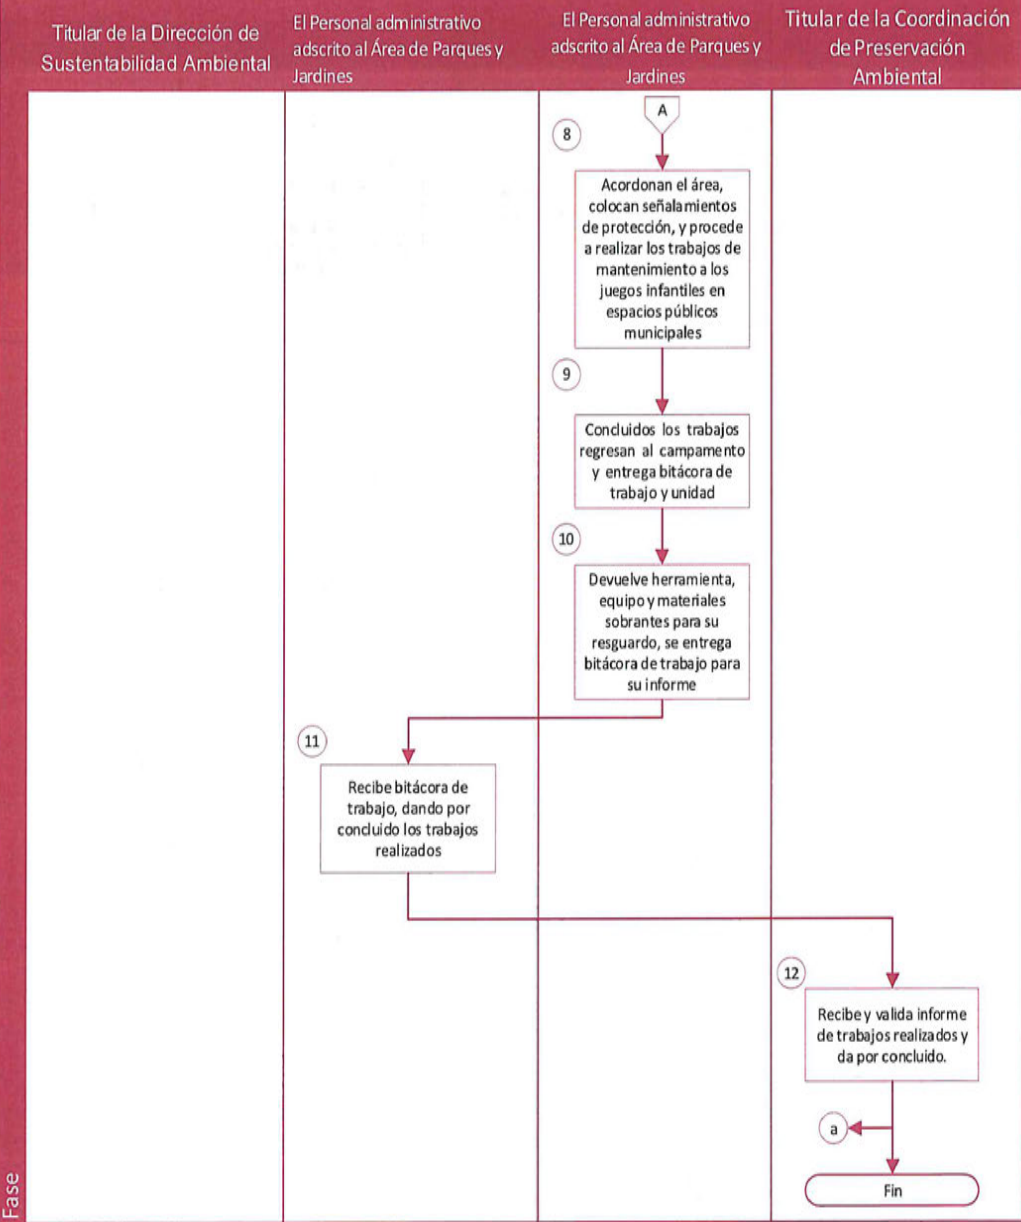 Titular de la Dirección de
Sustentabilidad Ambiental
El Personal administrativo
adscrito al Área de Parques y
Jardines
El Personal administrativo
adscrito al Área de Parques y
Jardines
Titular de la Coordinación
de Preservación
Ambiental
A
8
Acordonan el área,
colocan señalamientos
de protección, y procede
a realizar los trabajos de
mantenimiento a los
juegos infantiles en
espacios públicos
municipales
9
Concluidos los trabajos
regresan al campamento
y entrega bitácora de
trabajo y unidad
10
Devuelve herramienta,
equipo y materiales
sobrantes para su
resguardo, se entrega
bitácora de trabajo para
su informe
11
Recibe bitácora de
trabajo, dando por
concluido los trabajos
realizados
12
Recibe y valida informe
de trabajos realizados y
da por concluido.
a
Fin
Fase